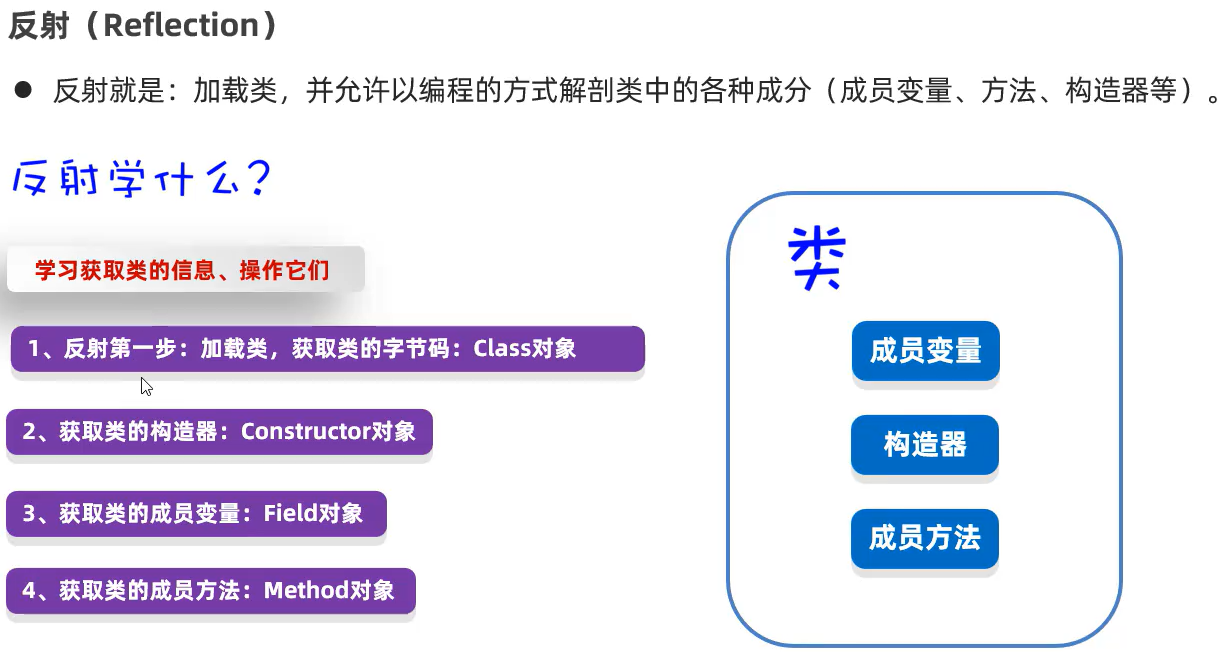 反射（Reflection）
● 反射就是：加载类，并允许以编程的方式解剖类中的各种成分（成员变量、方法、构造器等）。
反射学什么？
学习获取类的信息、操作它们
1、反射第一步：加载类，获取类的字节码：Class对象
2、获取类的构造器：Constructor对象
3、获取类的成员变量：Field对象
4、获取类的成员方法：Method对象
类
成员变量
构造器
成员方法